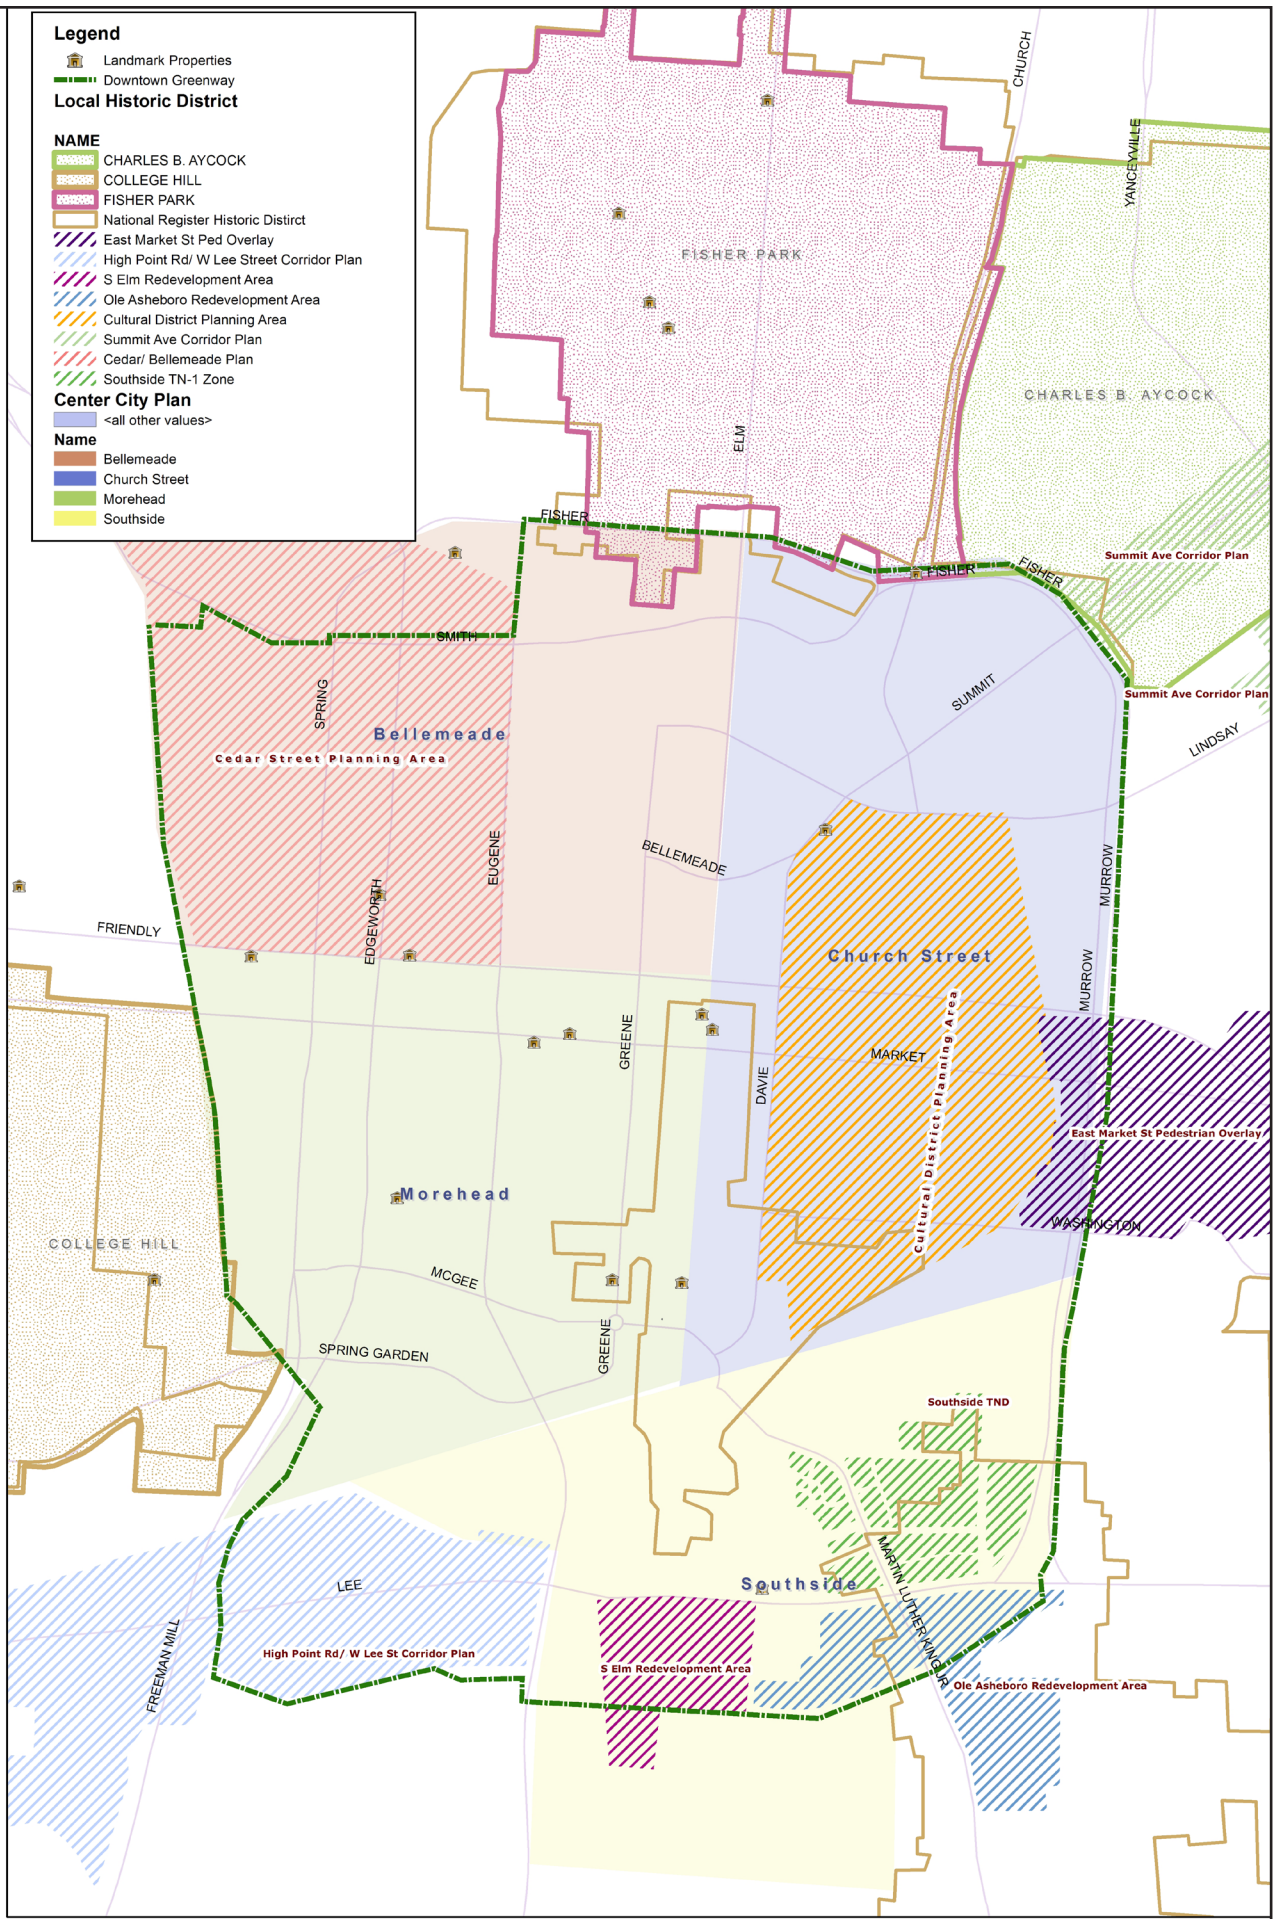 Legend
Landmark Properties
Downtown Greenway
Local Historic District
NAME
CHARLES B. AYCOCK
COLLEGE HILL
FISHER PARK
National Register Historic Distirct
East Market St Ped Overlay
High Point Rd/ W Lee Street Corridor Plan
S Elm Redevelopment Area
Ole Asheboro Redevelopment Area
Cultural District Planning Area
Summit Ave Corridor Plan
Cedar/ Bellemeade Plan
Southside TN-1 Zone
Center City Plan
<all other values>
Name
Bellemeade
Church Street
Morehead
Southside
CHURCH
YANCEYVILLE
FISHER PARK
CHARLES B. AYCOCK
ELM
FISHER
Summit Ave Corridor Plan
FISHER
FISHER
SMITH
SPRING
SUMMIT
Summit Ave Corridor Plan
Bellemeade
LINDSAY
Cedar Street Planning Area
EUGENE
BELLEMEADE
MURROW
EDGEWORTH
FRIENDLY
Church Street
MURROW
GREENE
MARKET
DAVIE
Cultural District Planning Area
East Market St Pedestrian Overlay
Morehead
WASHINGTON
COLLEGE HILL
MCGEE
GREENE
SPRING GARDEN
Southside TND
MARTIN LUTHER KING JR
LEE
Southside
FREEMAN MILL
High Point Rd/ W Lee St Corridor Plan
S Elm Redevelopment Area
Ole Asheboro Redevelopment Area